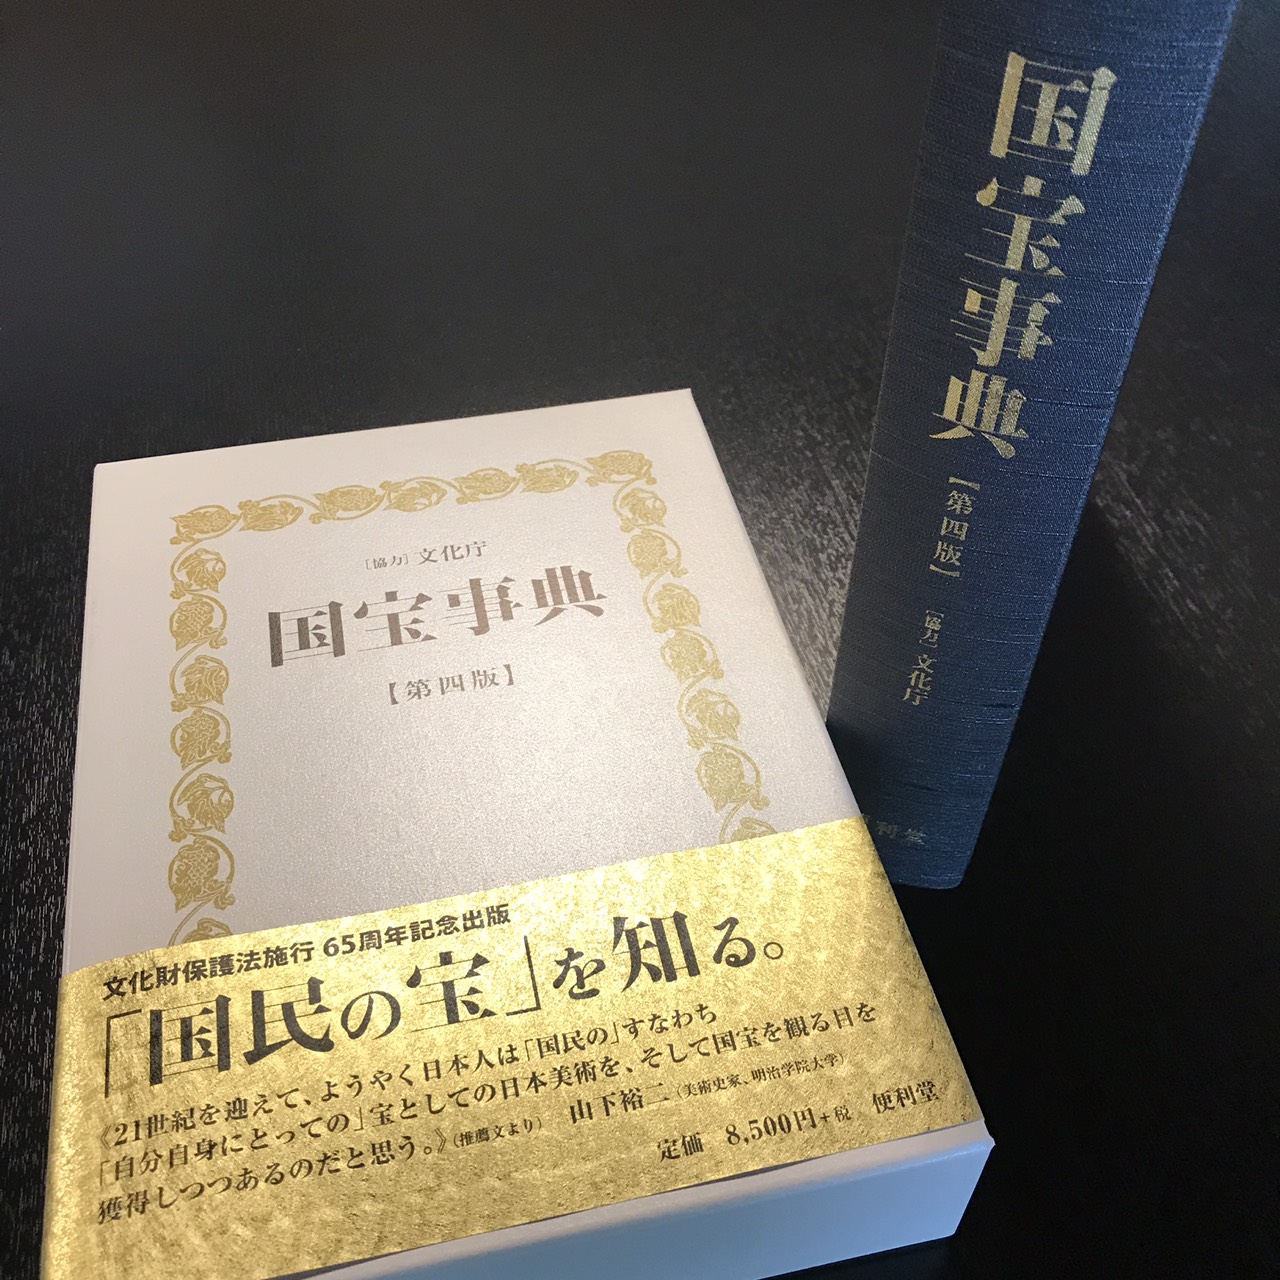 [協力] 文化庁
国宝事典
【第四版】
文化財保護法施行 65周年記念出版
「国民の宝」を知る。
《21世紀を迎えて、ようやく日本人は「国民の」すなわち
「自分自身にとっての」宝としての日本美術を、そして国宝を観る目を
獲得しつつあるのだと思う。》(推薦文より) 山下裕二(美術史家、明治学院大学)
定価 8,500円+税 便利堂
国宝事典
【第四版】
[協力] 文化庁
便利堂